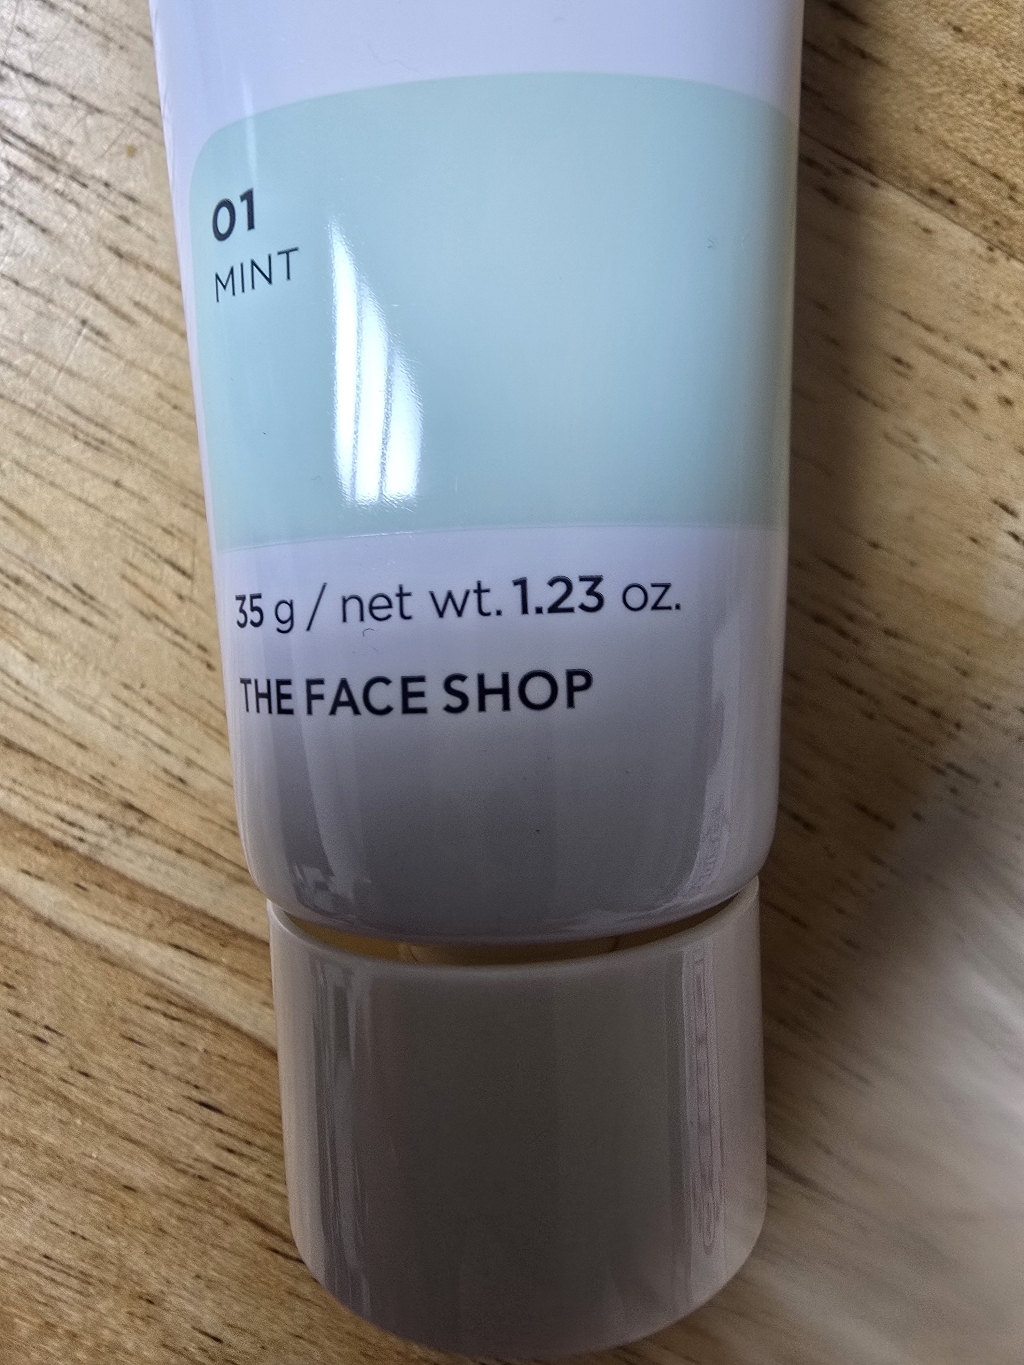 01
MINT
35 g / net wt. 1.23 oz.
THE FACE SHOP